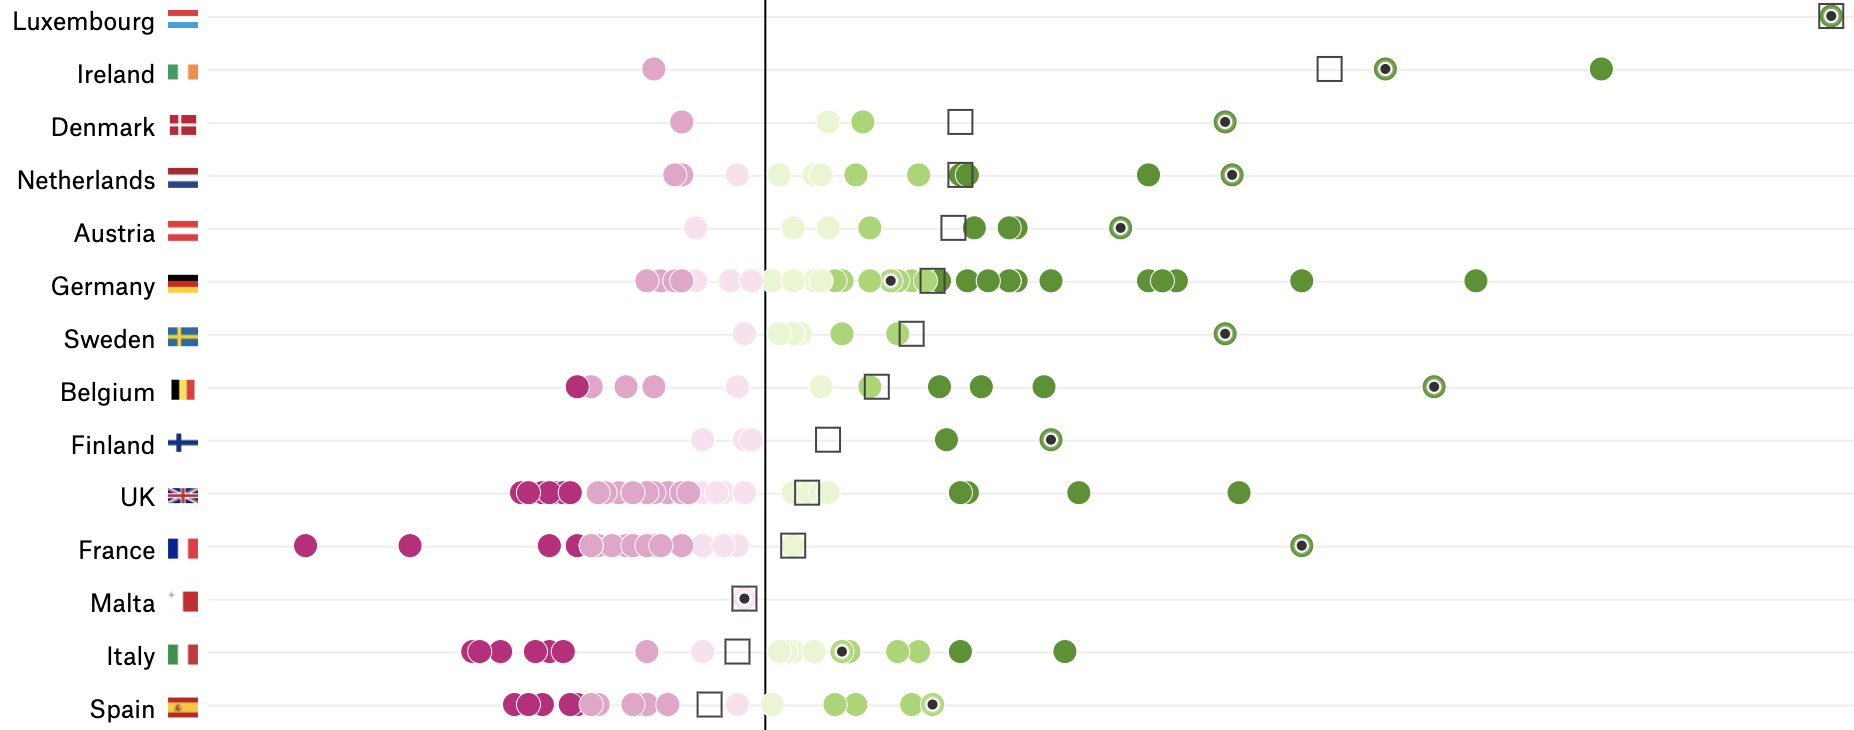 Luxembourg
Ireland
Denmark
Netherlands
Austria
Germany
Sweden
Belgium
Finland
UK
France
Malta
Italy
Spain